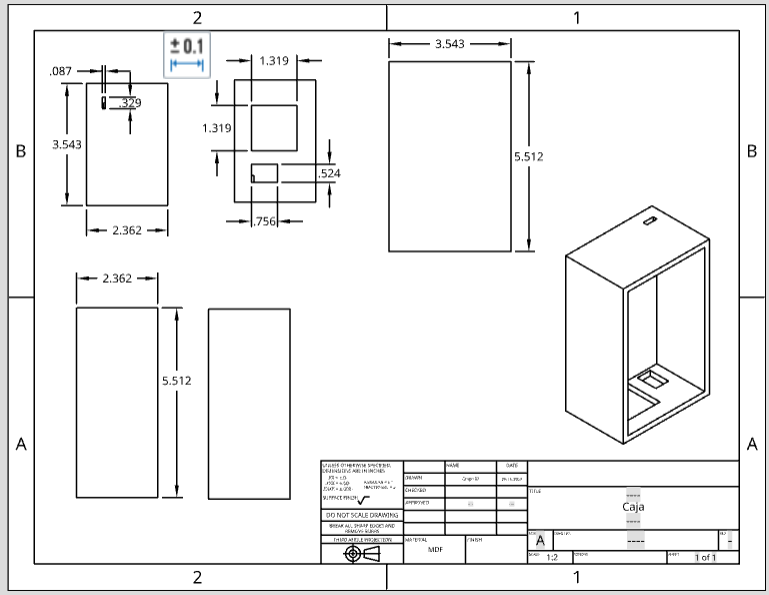 2
1
± 0.1
1.319
3.543
.087
.329
1.319
3.543
B
B
5.512
.524
.756
2.362
2.362
5.512
A
A
UNLESS OTHERWISE SPECIFIED,
DIMENSIONS ARE IN INCHES
SURFACE FINISH
DO NOT SCALE DRAWING
BREAK ALL SHARP EDGES AND
REMOVE BURRS
THIRD ANGLE PROJECTION
NAME
DATE
DRAWN
CHECKED
APPROVED
MATERIAL
MDF
FINISH
TITLE
Caja
SIZE
A
SCALE
1:2
SHEET
1 of 1
2
1